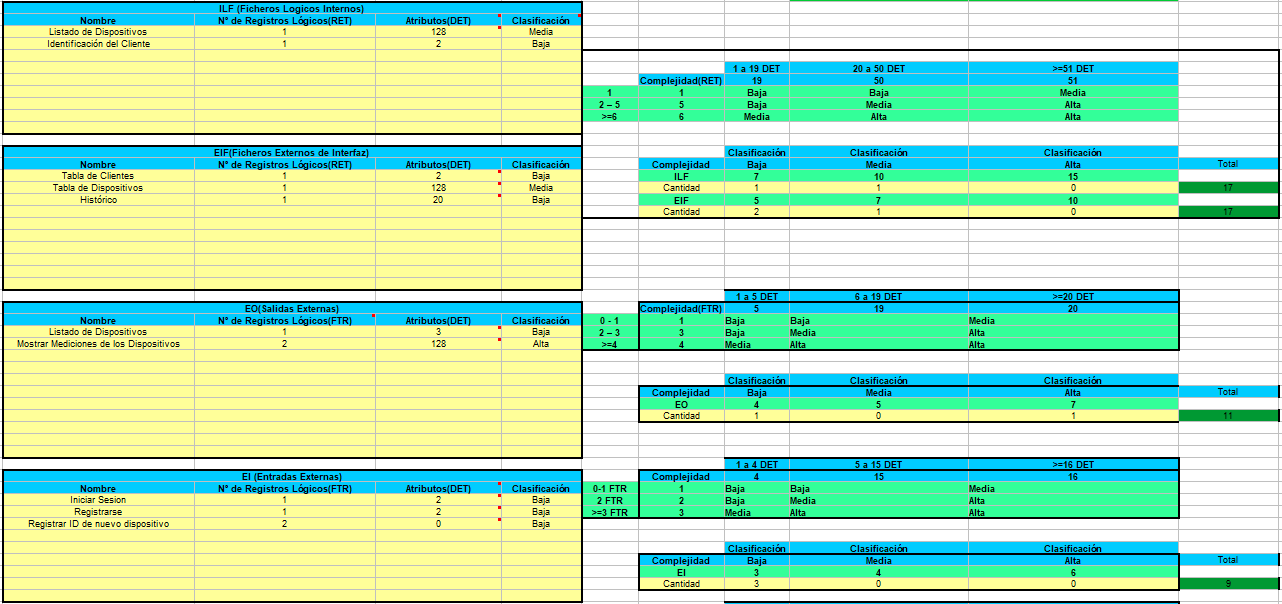 ILF (Ficheros Logicos Internos)
Nombre N° de Registros Lógicos(RET) Atributos(DET) Clasificación
Listado de Dispositivos 1 128 Media
Identificación del Cliente 1 2 Baja
1 a 19 DET 20 a 50 DET >=51 DET
Complejidad(RET) 19 50 51
1 1 Baja Baja Media
2 – 5 5 Baja Media Alta
>=6 6 Media Alta Alta
EIF(Ficheros Externos de Interfaz)
Nombre N° de Registros Lógicos(RET) Atributos(DET) Clasificación
Tabla de Clientes 1 2 Baja
Tabla de Dispositivos 1 128 Media
Histórico 1 20 Baja
Clasificación Clasificación Clasificación
Complejidad Baja Media Alta Total
ILF 7 10 15
Cantidad 1 1 0 17
EIF 5 7 10
Cantidad 2 1 0 17
EO(Salidas Externas)
Nombre N° de Registros Lógicos(FTR) Atributos(DET) Clasificación
Listado de Dispositivos 1 3 Baja
Mostrar Mediciones de los Dispositivos 2 128 Alta
1 a 5 DET 6 a 19 DET >=20 DET
Complejidad(FTR) 5 19 20
0 - 1 1 Baja Baja Media
2 – 3 3 Baja Media Alta
>=4 4 Media Alta Alta
Clasificación Clasificación Clasificación
Complejidad Baja Media Alta Total
EO 4 5 7
Cantidad 1 0 1 11
EI (Entradas Externas)
Nombre N° de Registros Lógicos(FTR) Atributos(DET) Clasificación
Iniciar Sesion 1 2 Baja
Registrarse 1 2 Baja
Registrar ID de nuevo dispositivo 2 0 Baja
1 a 4 DET 5 a 15 DET >=16 DET
Complejidad 4 15 16
0-1 FTR 1 Baja Baja Media
2 FTR 2 Baja Media Alta
>=3 FTR 3 Media Alta Alta
Clasificación Clasificación Clasificación
Complejidad Baja Media Alta Total
EI 3 4 6
Cantidad 3 0 0 9